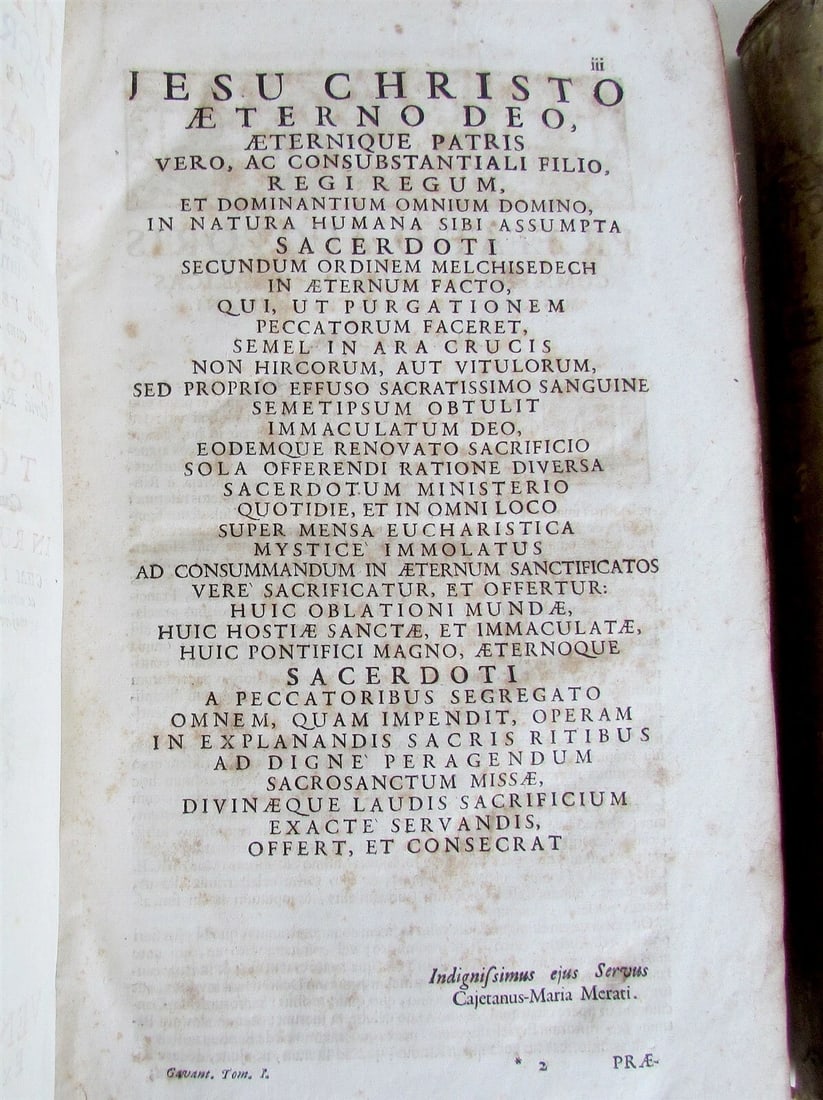 iii
JESU CHRISTO
ÆTERNO DEO,
ÆTERNIQUE PATRIS
VERO, AC CONSUBSTANTIALI FILIO,
REGI REGUM,
ET DOMINANTIUM OMNIUM DOMINO,
IN NATURA HUMANA SIBI ASSUMPTA
SACERDOTI
SECUNDUM ORDINEM MELCHISEDECH
IN ÆTERNUM FACTO,
QUI, UT PURGATIONEM
PECCATORUM FACERET,
SEMEL IN ARA CRUCIS
NON HIRCORUM, AUT VITULORUM,
SED PROPRIO EFFUSO SACRATISSIMO SANGUINE
SEMETIPSUM OBTULIT
IMMACULATUM DEO,
EODEMQUE RENOVATO SACRIFICIO
SOLA OFFERENDI RATIONE DIVERSA
SACERDOTUM MINISTERIO
QUOTIDIE, ET IN OMNI LOCO
SUPER MENSA EUCHARISTICA
MYSTICE` IMMOLATUS
AD CONSUMMANDUM IN ÆTERNUM SANCTIFICATOS
VERE` SACRIFICATUR, ET OFFERTUR:
HUIC OBLATIONI MUNDÆ,
HUIC HOSTIÆ SANCTÆ, ET IMMACULATÆ,
HUIC PONTIFICI MAGNO, ÆTERNOQUE
SACERDOTI
A PECCATORIBUS SEGREGATO
OMNEM, QUAM IMPENDIT, OPERAM
IN EXPLANANDIS SACRIS RITIBUS
AD DIGNE` PERAGENDUM
SACROSANCTUM MISSÆ,
DIVINÆQUE LAUDIS SACRIFICIUM
EXACTE` SERVANDIS,
OFFERT, ET CONSECRAT
Indigniſsimus ejus Servus
Cajetanus-Maria Merati.
Gavant. Tom. I. * 2 PRÆ-